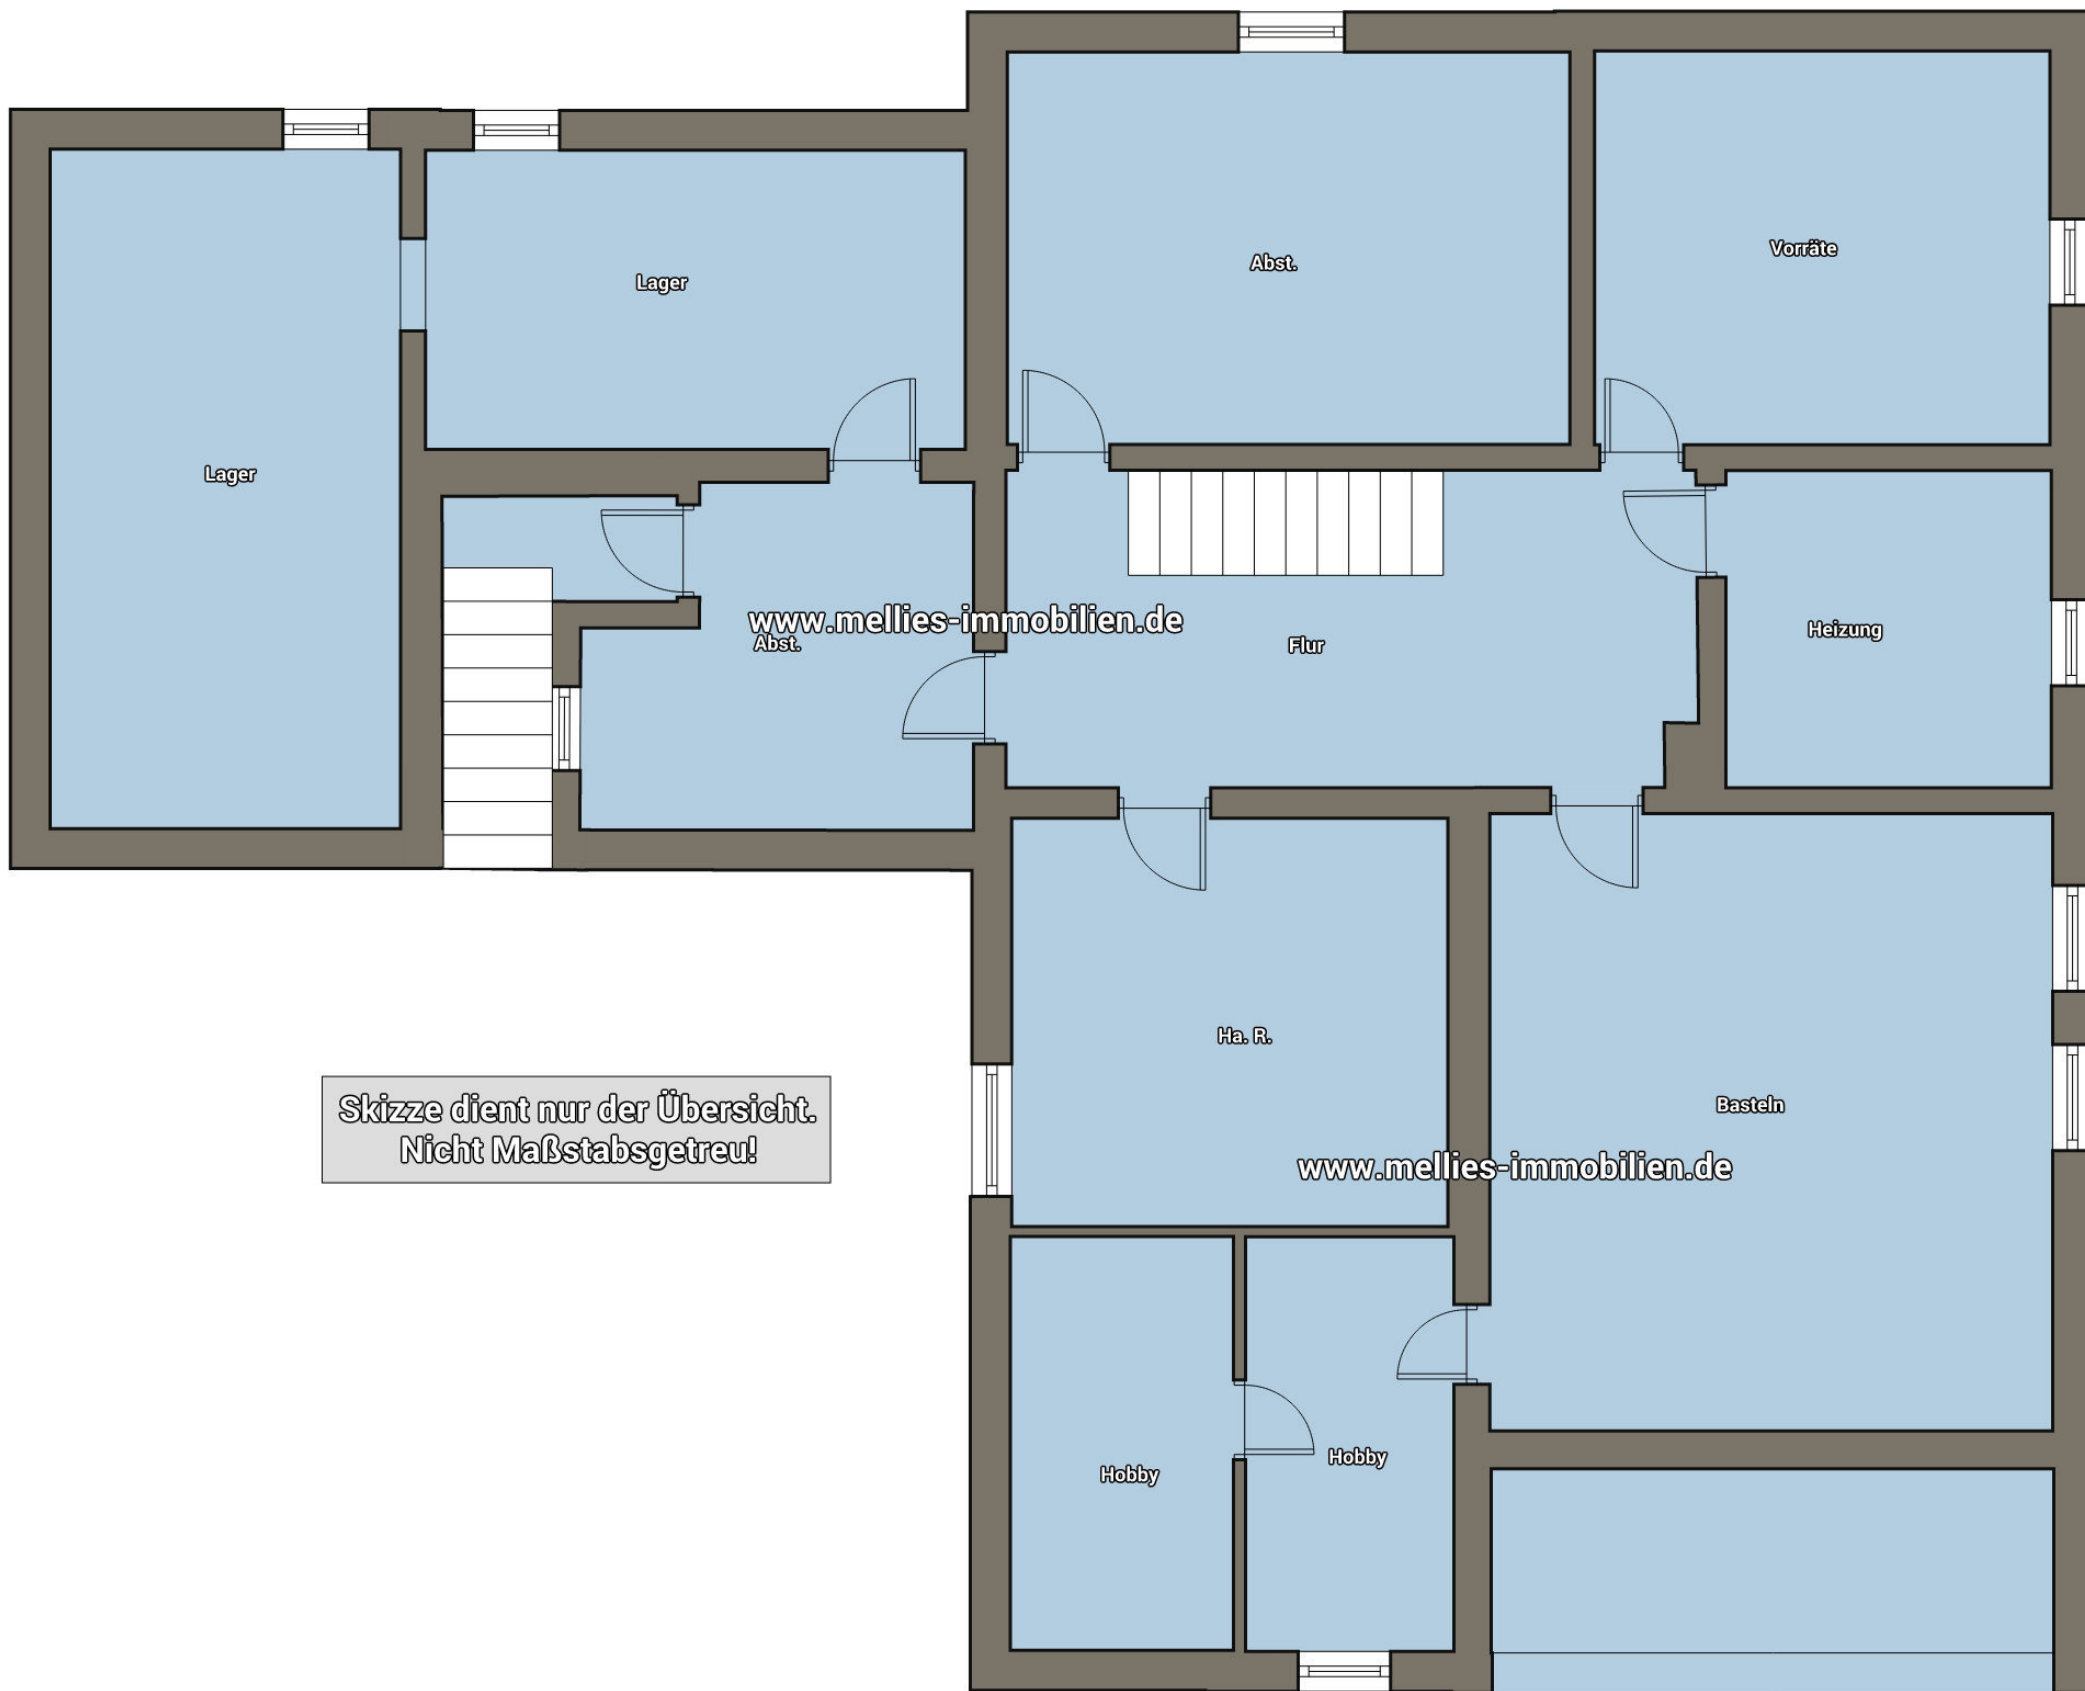 Vorräte
Abst.
Lager
Lager
www.mellies-immobilien.de
Abst.
Flur
Heizung
Ha. R.
Skizze dient nur der Übersicht.
Nicht Maßstabsgetreu!
Basteln
www.mellies-immobilien.de
Hobby
Hobby